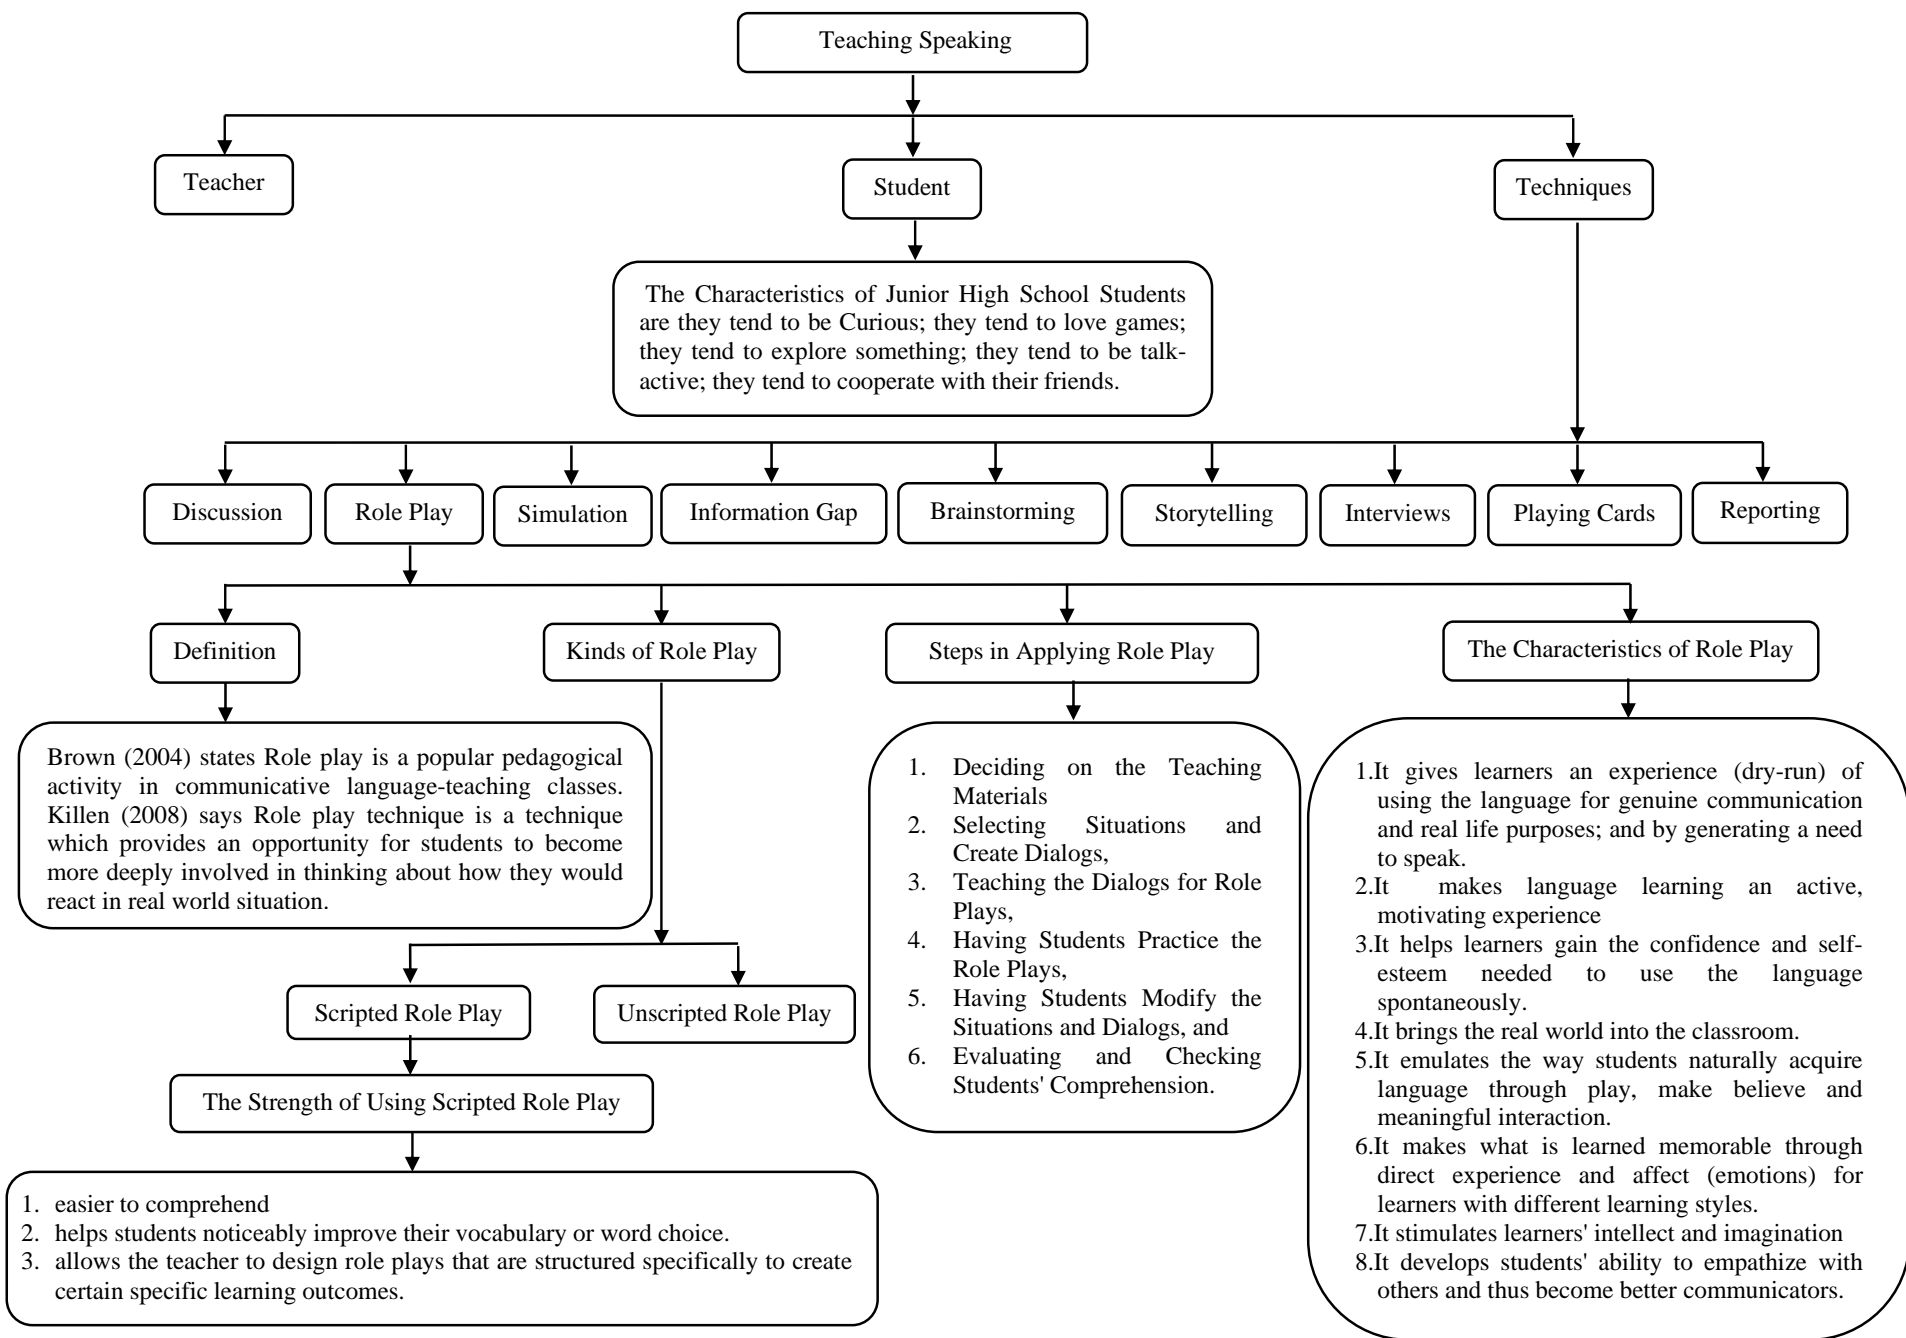 Teaching Speaking
Teacher
Student
Techniques
The Characteristics of Junior High School Students
are they tend to be Curious; they tend to love games;
they tend to explore something; they tend to be talk-
active; they tend to cooperate with their friends.
Discussion
Role Play
Simulation
Information Gap
Brainstorming
Storytelling
Interviews
Playing Cards
Reporting
Definition
Kinds of Role Play
Steps in Applying Role Play
The Characteristics of Role Play
Brown (2004) states Role play is a popular pedagogical
activity in communicative language-teaching classes.
Killen (2008) says Role play technique is a technique
which provides an opportunity for students to become
more deeply involved in thinking about how they would
react in real world situation.
Scripted Role Play
Unscripted Role Play
The Strength of Using Scripted Role Play
1. easier to comprehend
2. helps students noticeably improve their vocabulary or word choice.
3. allows the teacher to design role plays that are structured specifically to create
certain specific learning outcomes.
1. Deciding on the Teaching
Materials
2. Selecting Situations and
Create Dialogs,
3. Teaching the Dialogs for Role
Plays,
4. Having Students Practice the
Role Plays,
5. Having Students Modify the
Situations and Dialogs, and
6. Evaluating and Checking
Students' Comprehension.
1.It gives learners an experience (dry-run) of
using the language for genuine communication
and real life purposes; and by generating a need
to speak.
2.It makes language learning an active,
motivating experience
3.It helps learners gain the confidence and self-
esteem needed to use the language
spontaneously.
4.It brings the real world into the classroom.
5.It emulates the way students naturally acquire
language through play, make believe and
meaningful interaction.
6.It makes what is learned memorable through
direct experience and affect (emotions) for
learners with different learning styles.
7.It stimulates learners' intellect and imagination
8.It develops students' ability to empathize with
others and thus become better communicators.